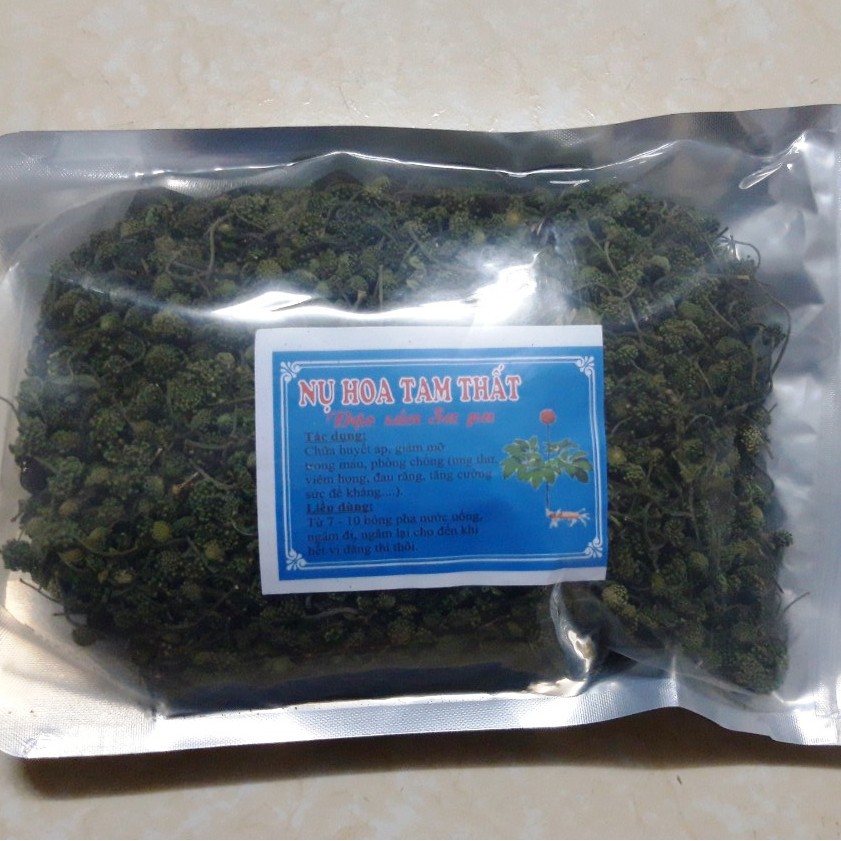 NỤ HOA TAM THẤT
Đặc sản Sa pa
Tác dụng:
Chữa huyết áp, giảm mỡ
trong máu, phòng chống (ung thư,
viêm họng, đau răng, tăng cường
sức đề kháng....).
Liều dùng:
Từ 7 - 10 bông pha nước uống,
ngâm đi, ngâm lại cho đến khi
hết vị đắng thì thôi.